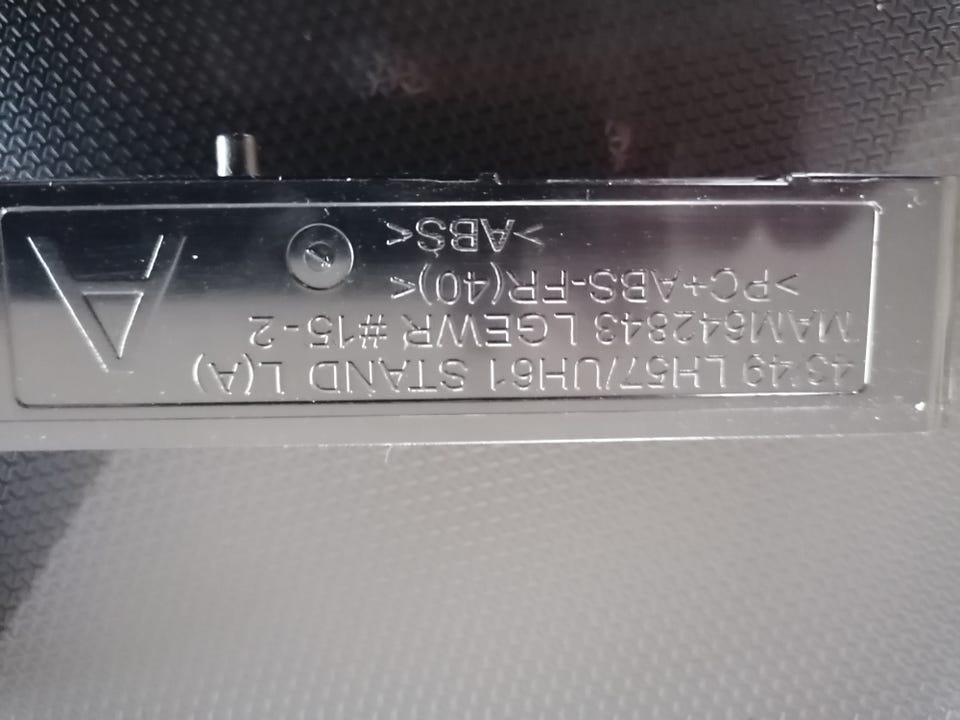 43'49 LH57/UH61 STAND L(A)
MAM642843 LGEWR #15-2
>PC+ABS-FR(40)<
>ABS<
A